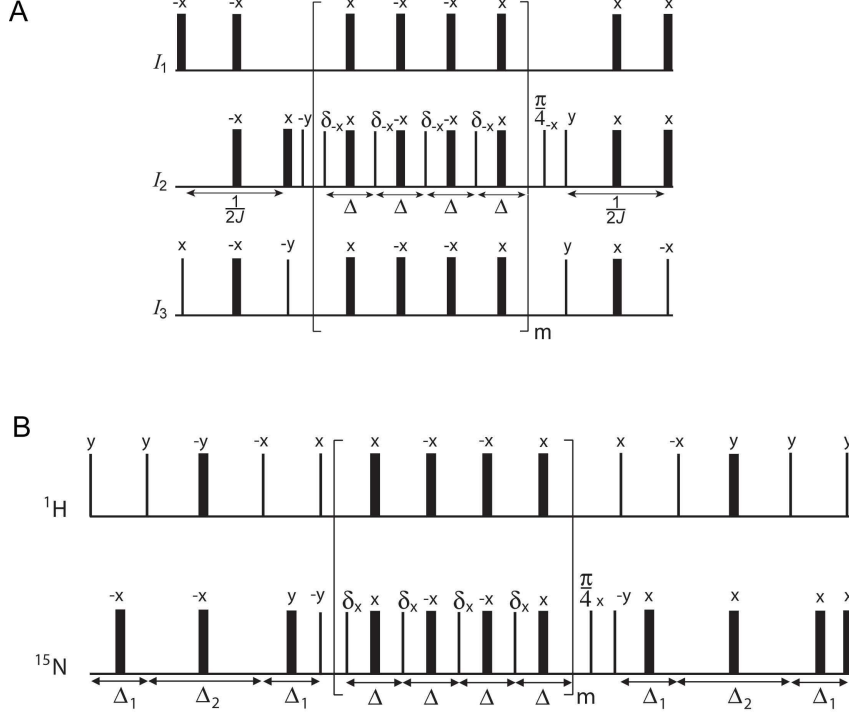 A
-x -x x -x -x x x x
I₁
-x x -y δ₋ₓ x δ₋ₓ -x δ₋ₓ -x δ₋ₓ x π/4 -x y x x
I₂
1/2J Δ Δ Δ Δ 1/2J
x -x -y x -x -x x y x -x
I₃
m
B
y y -y -x x x -x -x x x -x y y y
¹H
-x -x y -y δₓ x δₓ -x δₓ -x δₓ x π/4 x -y x x x x
¹⁵N
Δ₁ Δ₂ Δ₁ Δ Δ Δ Δ m Δ₁ Δ₂ Δ₁